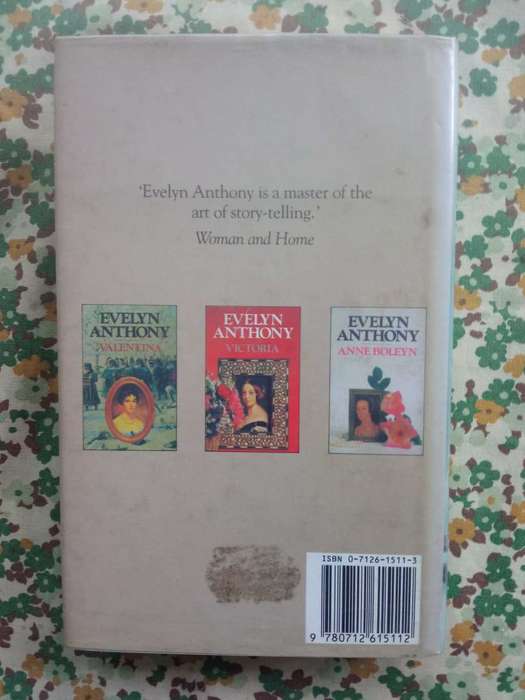 'Evelyn Anthony is a master of the
art of story-telling.'
Woman and Home
EVELYN
ANTHONY
VALENTINA
EVELYN
ANTHONY
VICTORIA
EVELYN
ANTHONY
ANNE BOLEYN
ISBN 0-7126-1511-3
9 780712 615112